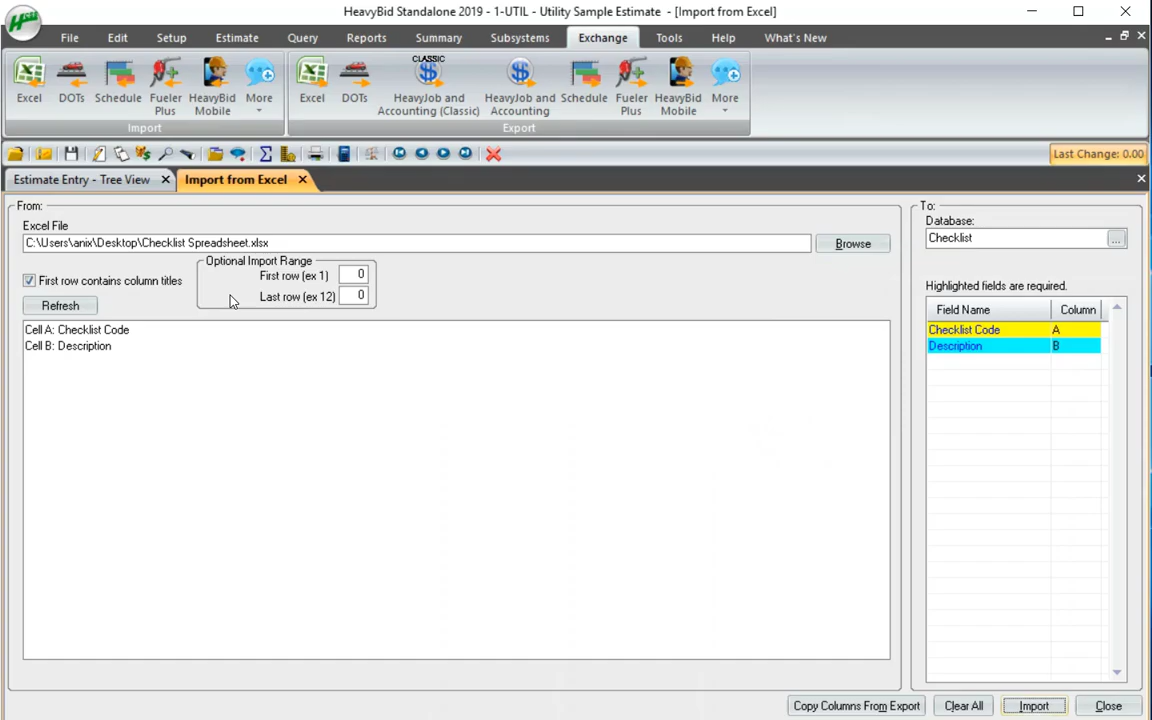 HCSS
HeavyBid Standalone 2019 - 1-UTIL - Utility Sample Estimate - [Import from Excel]
File Edit Setup Estimate Query Reports Summary Subsystems Exchange Tools Help What's New
CLASSIC
Excel DOTs Schedule Fueler Plus HeavyBid Mobile More
Import
Excel DOTs HeavyJob and Accounting (Classic) HeavyJob and Accounting Schedule Fueler Plus HeavyBid Mobile More
Export
Last Change: 0.00
Estimate Entry - Tree View Import from Excel
From:
Excel File
C:\Users\anix\Desktop\Checklist Spreadsheet.xlsx
Browse
First row contains column titles
Optional Import Range
First row (ex 1) 0
Last row (ex 12) 0
Refresh
Cell A: Checklist Code
Cell B: Description
To:
Database:
Checklist ...
Highlighted fields are required.
Field Name Column
Checklist Code A
Description B
Copy Columns From Export Clear All Import Close